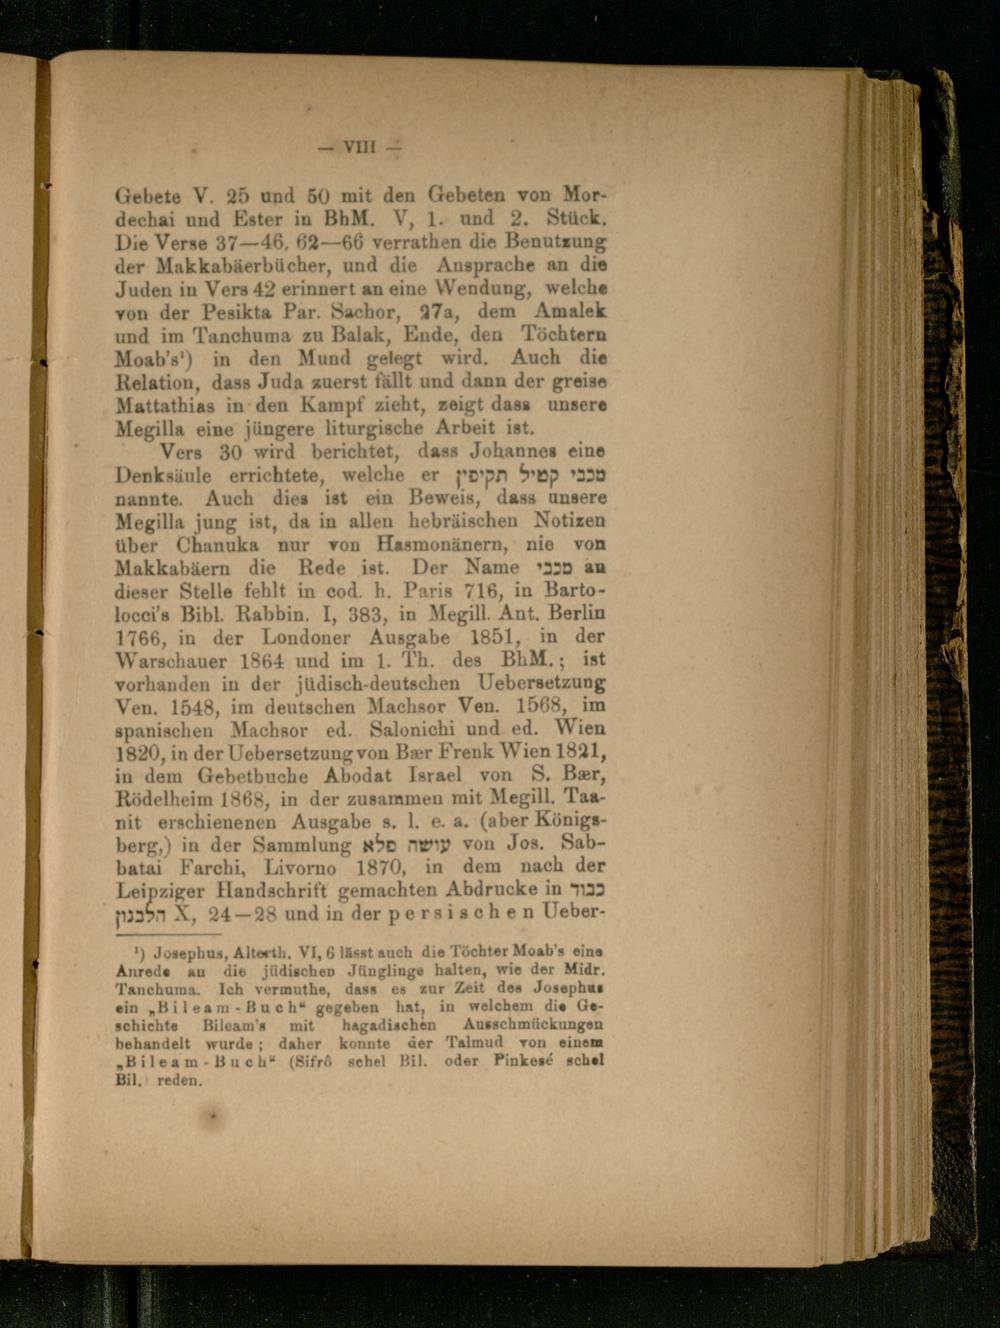 — VIII —
Gebete V. 25 und 50 mit den Gebeten von Mor-
dechai und Ester in BhM. V, 1. und 2. Stück.
Die Verse 37—46, 62—66 verrathen die Benutzung
der Makkabäerbücher, und die Ansprache an die
Juden in Vers 42 erinnert an eine Wendung, welche
von der Pesikta Par. Sachor, 27a, dem Amalek
und im Tanchuma zu Balak, Ende, den Töchtern
Moab's¹) in den Mund gelegt wird. Auch die
Relation, dass Juda zuerst fällt und dann der greise
Mattathias in den Kampf zieht, zeigt dass unsere
Megilla eine jüngere liturgische Arbeit ist.
Vers 30 wird berichtet, dass Johannes eine
Denksäule errichtete, welche er מכבי קמיל תקיפין
nannte. Auch dies ist ein Beweis, dass unsere
Megilla jung ist, da in allen hebräischen Notizen
über Chanuka nur von Hasmonänern, nie von
Makkabäern die Rede ist. Der Name מכבי an
dieser Stelle fehlt in cod. h. Paris 716, in Barto-
locci's Bibl. Rabbin. I, 383, in Megill. Ant. Berlin
1766, in der Londoner Ausgabe 1851, in der
Warschauer 1864 und im 1. Th. des BhM.; ist
vorhanden in der jüdisch-deutschen Uebersetzung
Ven. 1548, im deutschen Machsor Ven. 1568, im
spanischen Machsor ed. Salonichi und ed. Wien
1820, in der Uebersetzung von Bær Frenk Wien 1821,
in dem Gebetbuche Abodat Israel von S. Bær,
Rödelheim 1868, in der zusammen mit Megill. Taa-
nit erschienenen Ausgabe s. l. e. a. (aber Königs-
berg,) in der Sammlung עושה פלא von Jos. Sab-
batai Farchi, Livorno 1870, in dem nach der
Leipziger Handschrift gemachten Abdrucke in כבוד
הלבנון X, 24—28 und in der persischen Ueber-
¹) Josephus, Alterth. VI, 6 lässt auch die Töchter Moab's eine
Anrede an die jüdischen Jünglinge halten, wie der Midr.
Tanchuma. Ich vermuthe, dass es zur Zeit des Josephus
ein „Bileam-Buch“ gegeben hat, in welchem die Ge-
schichte Bileam's mit hagadischen Ausschmückungen
behandelt wurde; daher konnte der Talmud von einem
„Bileam-Buch“ (Sifrô schel Bil. oder Pinkesé schel
Bil. reden.